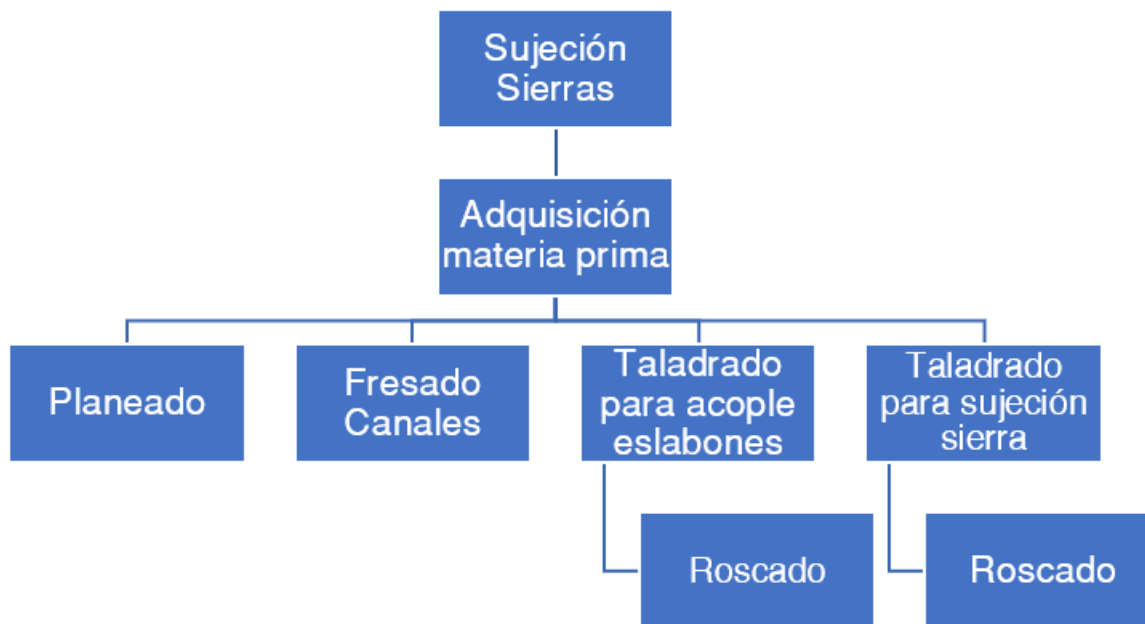 Sujeción
Sierras
Adquisición
materia prima
Planeado
Fresado
Canales
Taladrado
para acople
eslabones
Taladrado
para sujeción
sierra
Roscado
Roscado